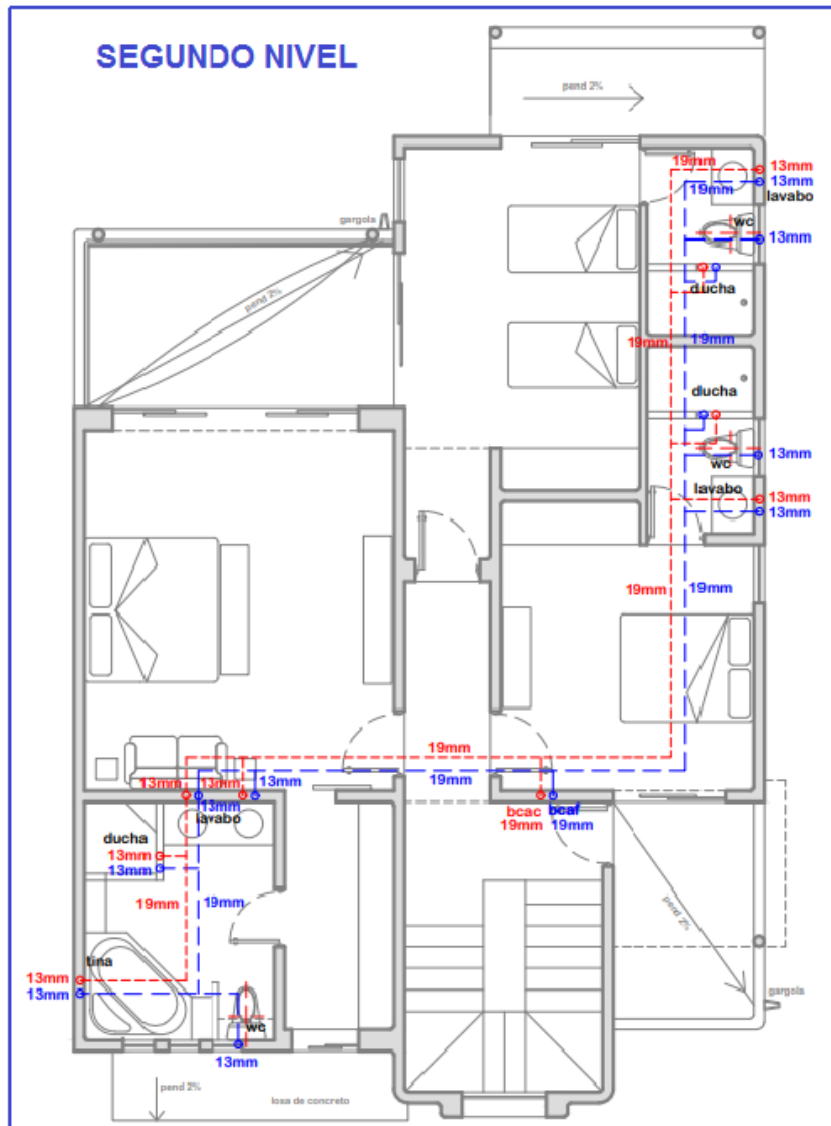 SEGUNDO NIVEL
pend 2%
19mm
13mm
19mm
13mm
lavabo
gargola
wc
13mm
pend 2%
ducha
19mm
19mm
ducha
wc
13mm
lavabo
13mm
13mm
19mm
19mm
19mm
19mm
13mm
13mm
13mm
13mm
lavabo
bcac
bcaf
19mm
19mm
ducha
13mm
13mm
19mm
19mm
pend 2%
tina
13mm
13mm
gargola
wc
13mm
pend 2%
losa de concreto